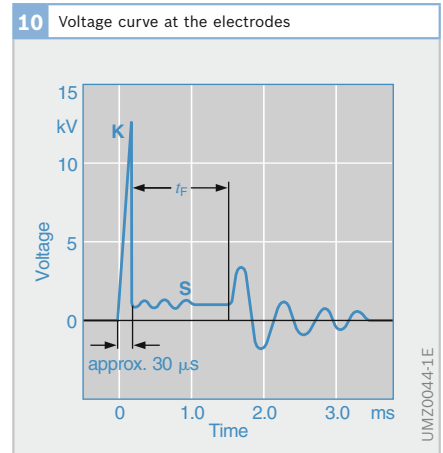 10 Voltage curve at the electrodes
15
kV
K
10
t_F
5
Voltage
S
0
approx. 30 µs
0 1.0 2.0 3.0 ms
Time
UMZ0044-1E